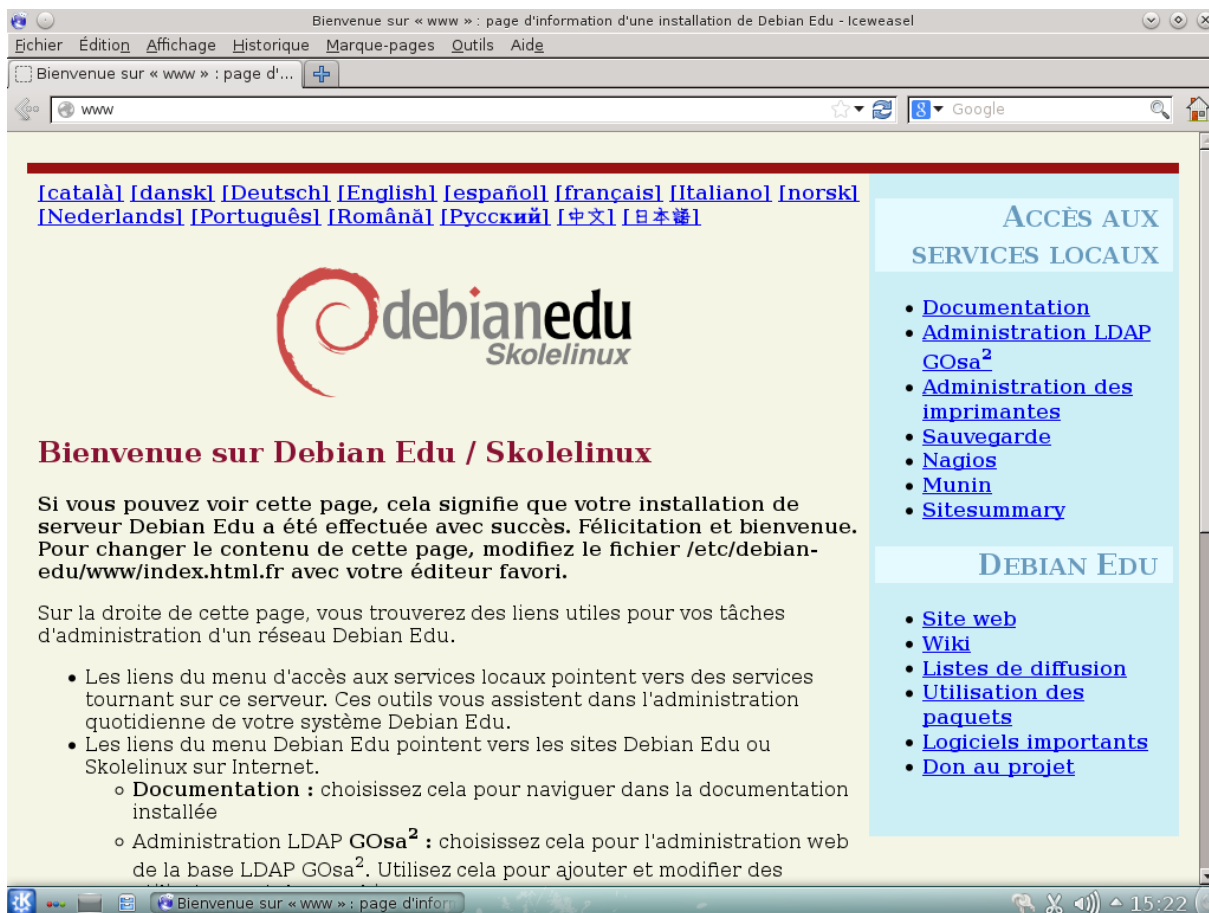 Bienvenue sur « www » : page d'information d'une installation de Debian Edu - Iceweasel
Fichier Édition Affichage Historique Marque-pages Outils Aide
Bienvenue sur « www » : page d'...
www
Google
[català] [dansk] [Deutsch] [English] [español] [français] [Italiano] [norsk]
[Nederlands] [Português] [Română] [Русский] [中文] [日本語]
debianedu
Skolelinux
Bienvenue sur Debian Edu / Skolelinux
Si vous pouvez voir cette page, cela signifie que votre installation de
serveur Debian Edu a été effectuée avec succès. Félicitation et bienvenue.
Pour changer le contenu de cette page, modifiez le fichier /etc/debian-
edu/www/index.html.fr avec votre éditeur favori.
Sur la droite de cette page, vous trouverez des liens utiles pour vos tâches
d'administration d'un réseau Debian Edu.
• Les liens du menu d'accès aux services locaux pointent vers des services
tournant sur ce serveur. Ces outils vous assistent dans l'administration
quotidienne de votre système Debian Edu.
• Les liens du menu Debian Edu pointent vers les sites Debian Edu ou
Skolelinux sur Internet.
◦ Documentation : choisissez cela pour naviguer dans la documentation
installée
◦ Administration LDAP GOsa² : choisissez cela pour l'administration web
de la base LDAP GOsa². Utilisez cela pour ajouter et modifier des
Accès aux
services locaux
• Documentation
• Administration LDAP
GOsa²
• Administration des
imprimantes
• Sauvegarde
• Nagios
• Munin
• Sitesummary
Debian Edu
• Site web
• Wiki
• Listes de diffusion
• Utilisation des
paquets
• Logiciels importants
• Don au projet
Bienvenue sur « www » : page d'inform
15:22